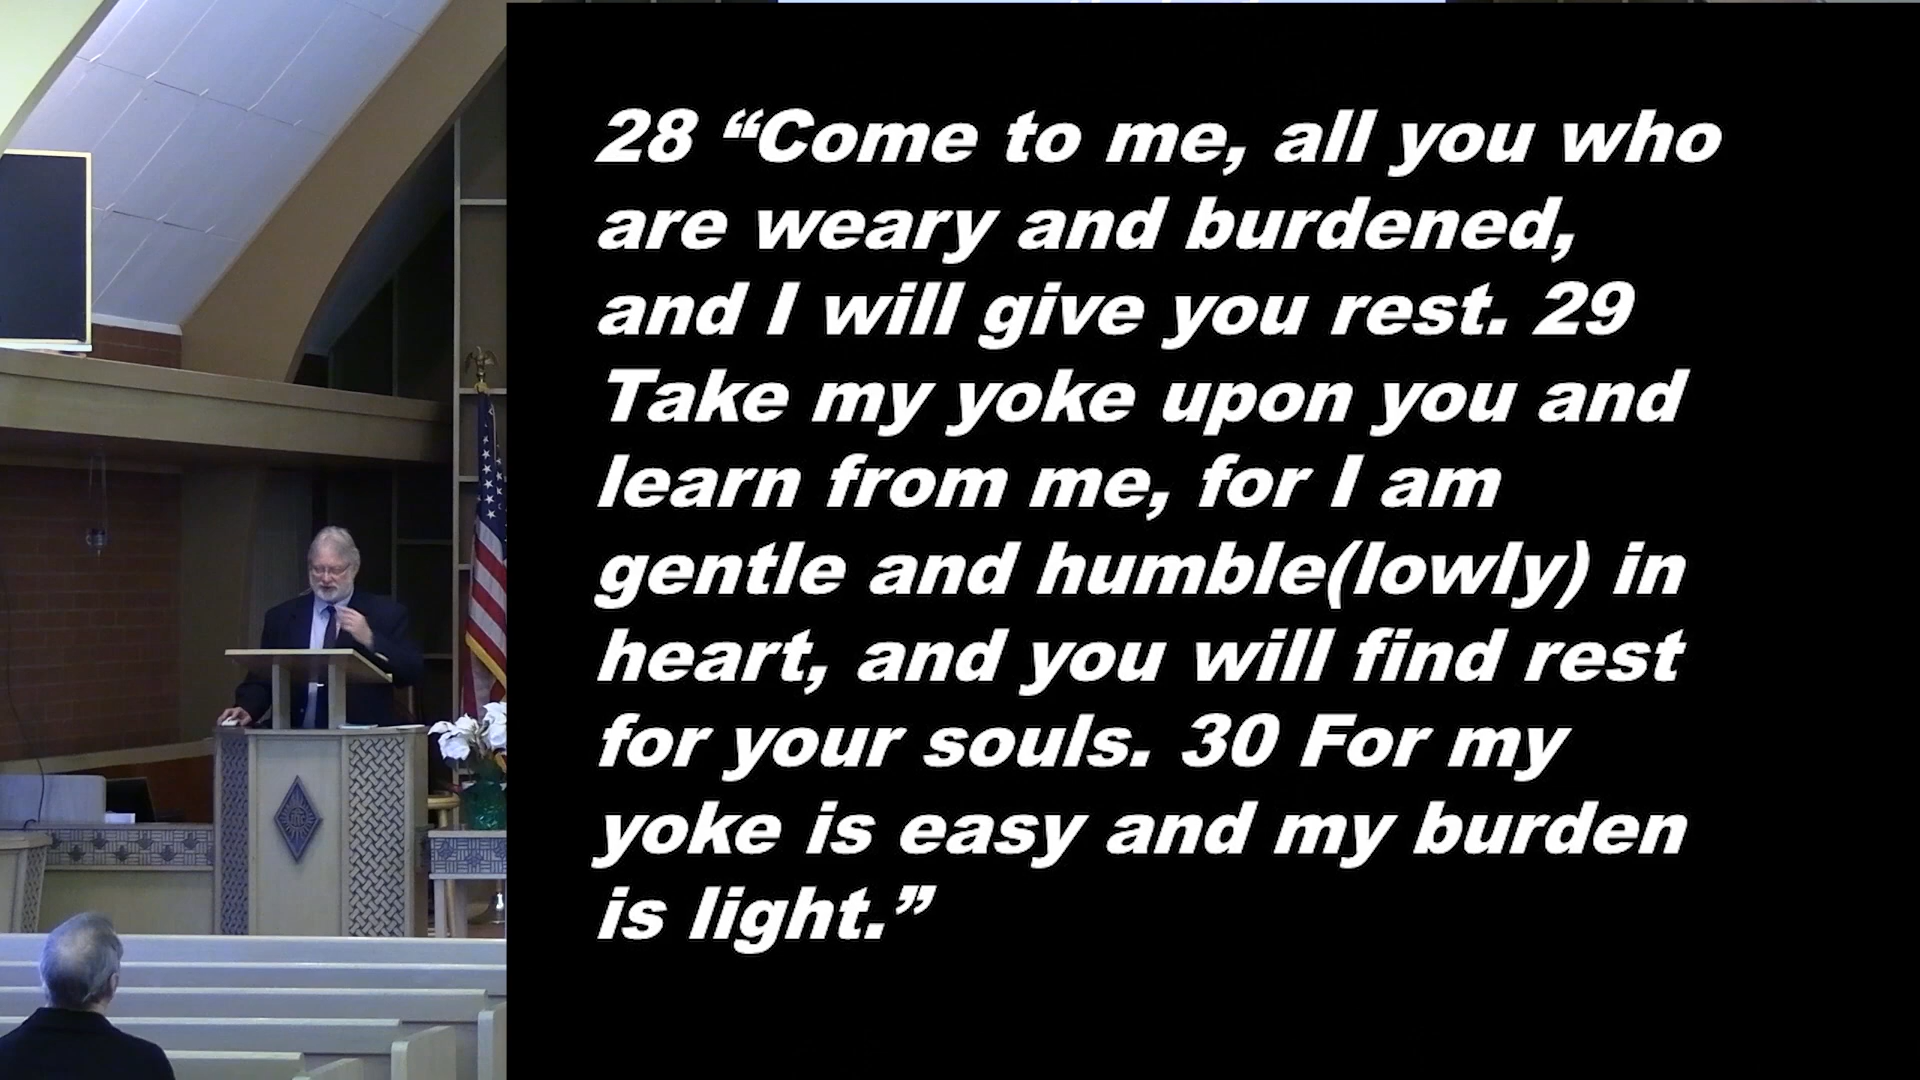 28 “Come to me, all you who
are weary and burdened,
and I will give you rest. 29
Take my yoke upon you and
learn from me, for I am
gentle and humble(lowly) in
heart, and you will find rest
for your souls. 30 For my
yoke is easy and my burden
is light.”